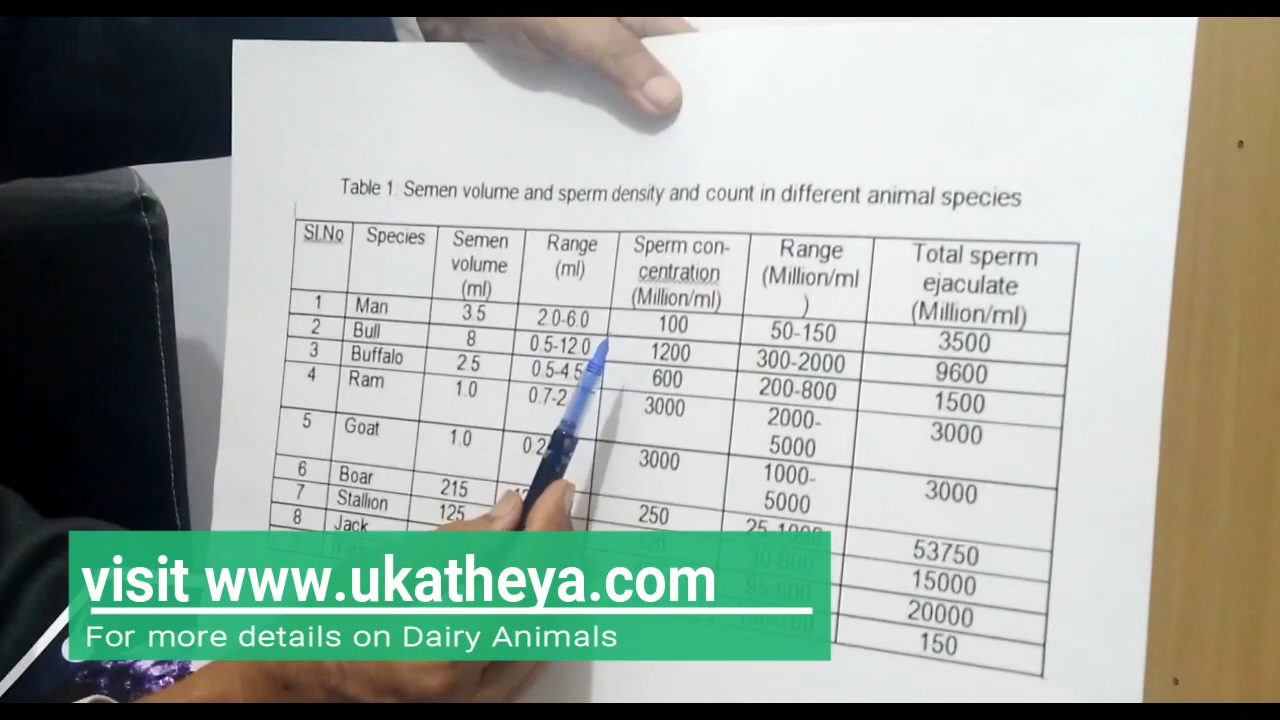 Table 1: Semen volume and sperm density and count in different animal species
Sl.No Species Semen volume (ml) Range (ml) Sperm con-centration (Million/ml) Range (Million/ml) Total sperm ejaculate (Million/ml)
1 Man 3.5 2.0-6.0 100 50-150 3500
2 Bull 8 0.5-12.0 1200 300-2000 9600
3 Buffalo 2.5 0.5-4.5 600 200-800 1500
4 Ram 1.0 0.7-2 3000 2000-5000 3000
5 Goat 1.0 3000 1000-5000 3000
6 Boar 215 250 25-1000 53750
7 Stallion 125 120 30-800 15000
8 Jack 20000
150
visit www.ukatheya.com
For more details on Dairy Animals